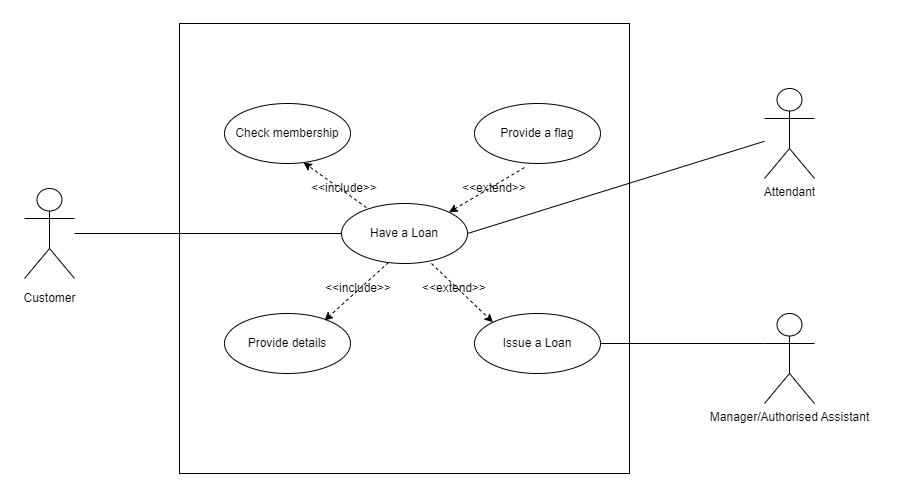 Check membership
Provide a flag
<<include>>
<<extend>>
Attendant
Have a Loan
Customer
<<include>>
<<extend>>
Provide details
Issue a Loan
Manager/Authorised Assistant